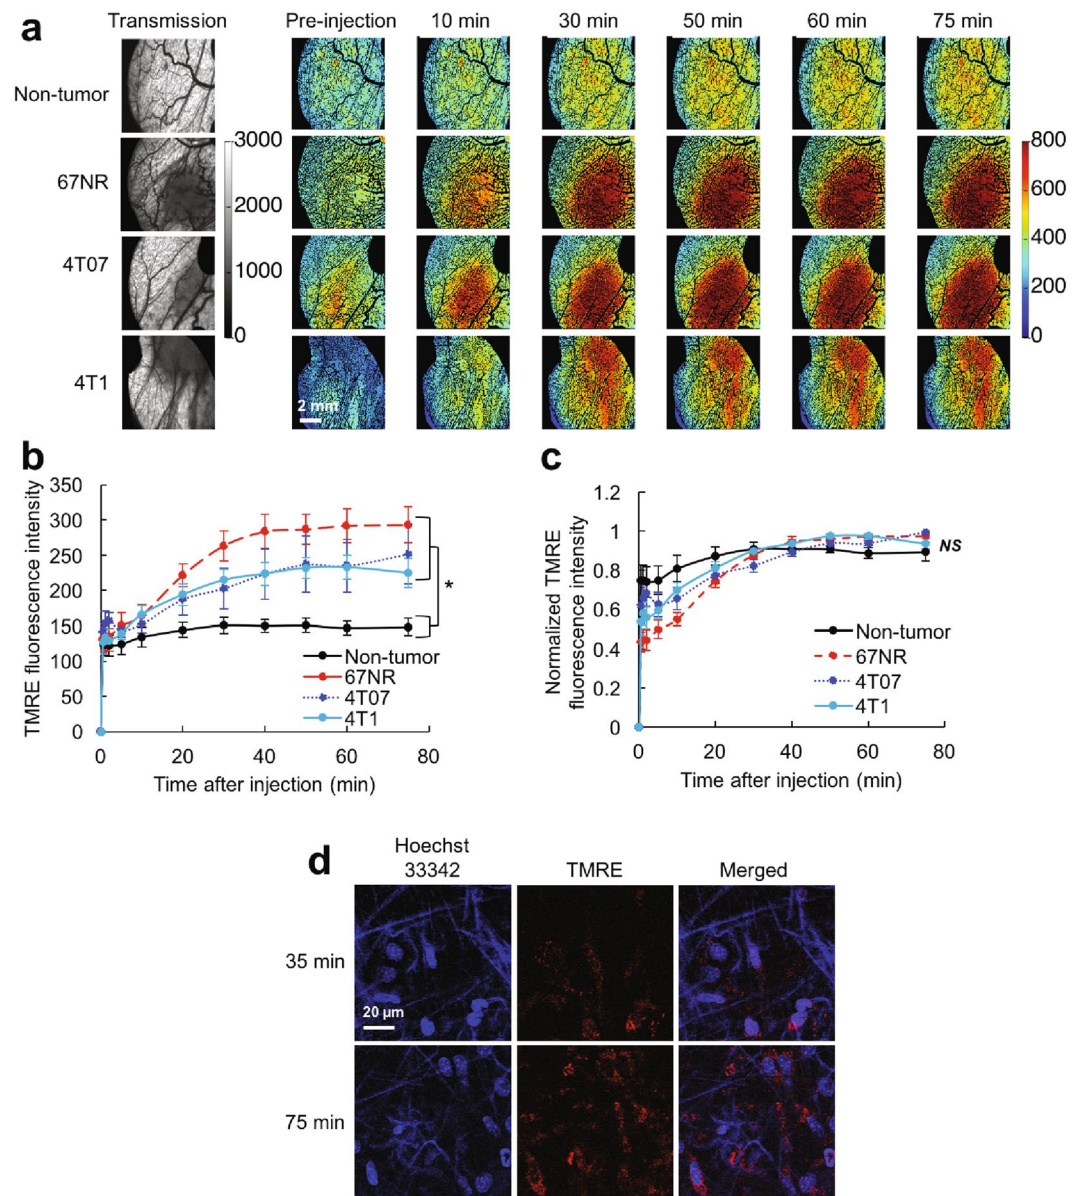 a
Transmission Pre-injection 10 min 30 min 50 min 60 min 75 min
Non-tumor
67NR
4T07
4T1
3000
2000
1000
0
800
600
400
200
0
2 mm
b
TMRE fluorescence intensity
350
300
250
200
150
100
50
0
0 20 40 60 80
Time after injection (min)
*
Non-tumor
67NR
4T07
4T1
c
Normalized TMRE
fluorescence intensity
1.2
1
0.8
0.6
0.4
0.2
0
0 20 40 60 80
Time after injection (min)
NS
Non-tumor
67NR
4T07
4T1
d
Hoechst
33342 TMRE Merged
35 min
20 µm
75 min